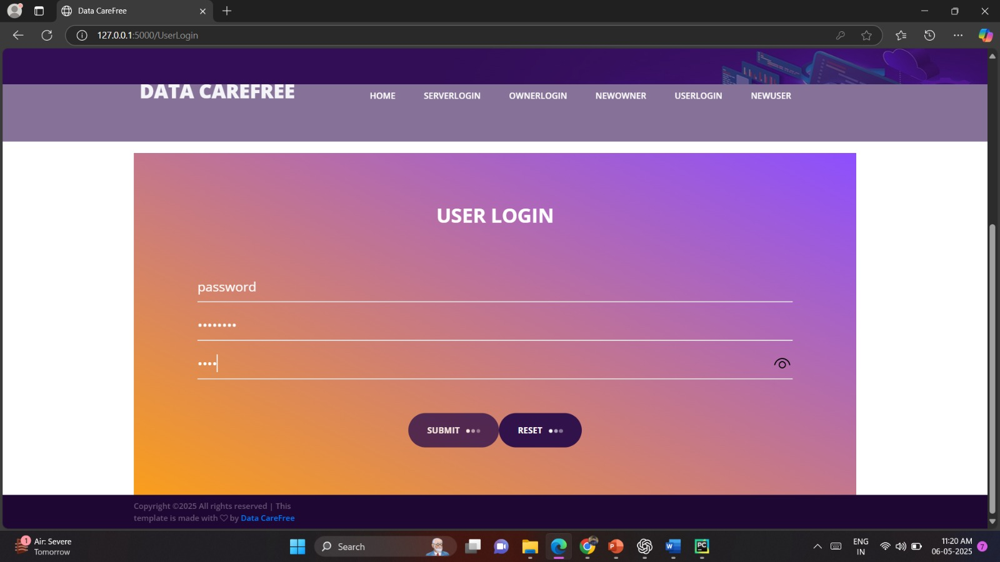 Data CareFree
127.0.0.1:5000/UserLogin
DATA CAREFREE
HOME
SERVERLOGIN
OWNERLOGIN
NEWOWNER
USERLOGIN
NEWUSER
USER LOGIN
password
••••••••
••••
SUBMIT
RESET
Copyright ©2025 All rights reserved | This
template is made with ♡ by Data CareFree
1
Air: Severe
Tomorrow
Search
P
W
PC
ENG
IN
11:20 AM
06-05-2025
7